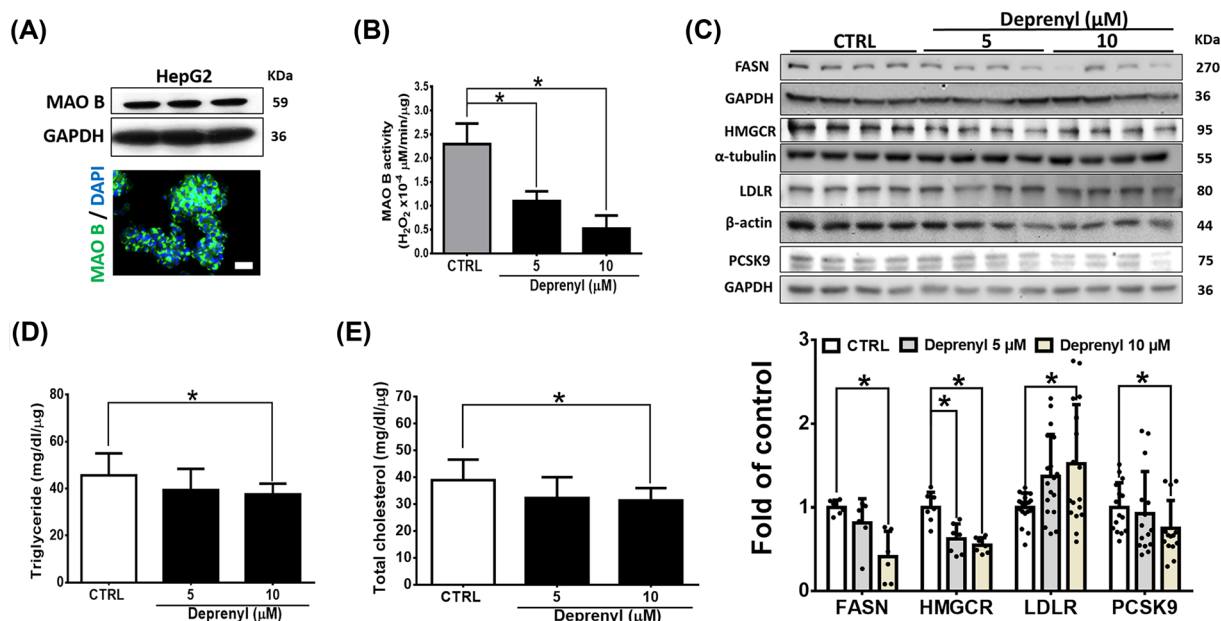 (A)
HepG2
KDa
MAO B
59
GAPDH
36
MAO B / DAPI
(B)
MAO B activity
(H₂O₂ x10⁻⁴ μM/min/μg)
3.5
3.0
2.5
2.0
1.5
1.0
0.5
0.0
*
*
CTRL
5
10
Deprenyl (μM)
(C)
Deprenyl (μM)
CTRL
5
10
KDa
FASN
270
GAPDH
36
HMGCR
95
α-tubulin
55
LDLR
80
β-actin
44
PCSK9
75
GAPDH
36
Fold of control
3
2
1
0
CTRL
Deprenyl 5 μM
Deprenyl 10 μM
*
*
*
*
*
FASN
HMGCR
LDLR
PCSK9
(D)
Triglyceride (mg/dl/μg)
80
60
40
20
0
*
CTRL
5
10
Deprenyl (μM)
(E)
Total cholesterol (mg/dl/μg)
70
60
50
40
30
20
10
0
*
CTRL
5
10
Deprenyl (μM)